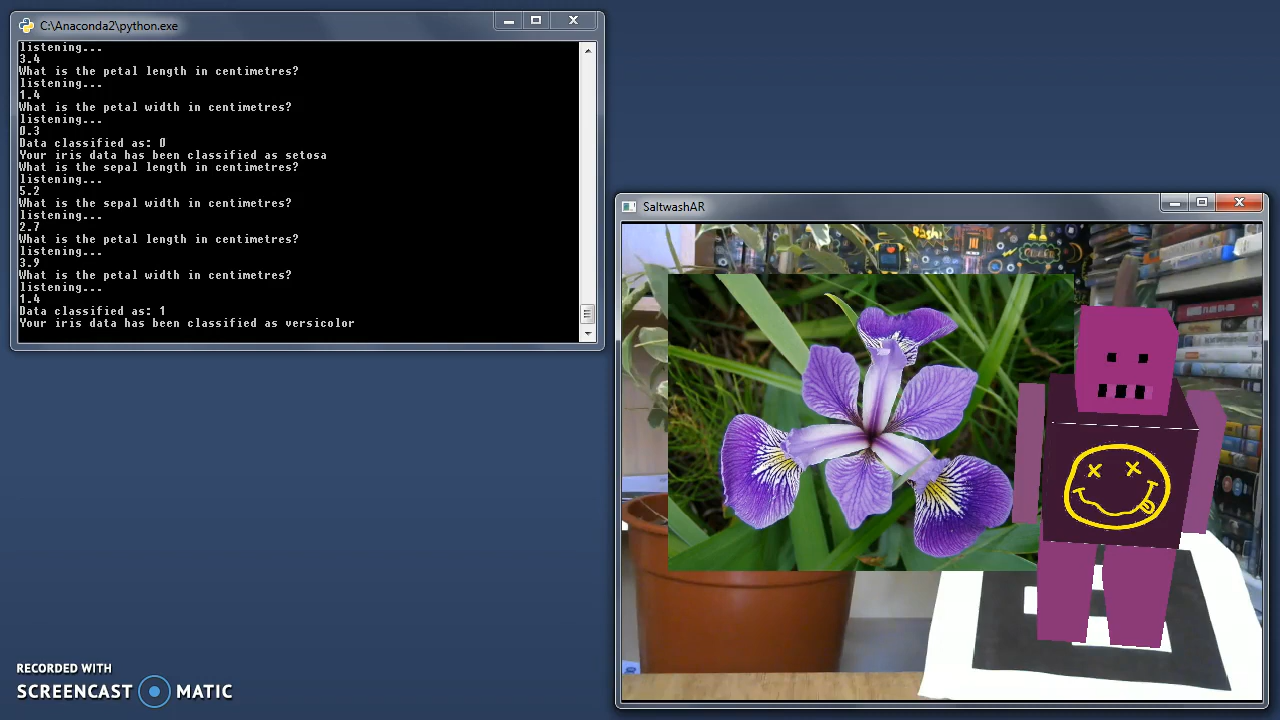 C:\Anaconda2\python.exe
listening...
3.4
What is the petal length in centimetres?
listening...
1.4
What is the petal width in centimetres?
listening...
0.3
Data classified as: 0
Your iris data has been classified as setosa
What is the sepal length in centimetres?
listening...
5.2
What is the sepal width in centimetres?
listening...
2.7
What is the petal length in centimetres?
listening...
3.9
What is the petal width in centimetres?
listening...
1.4
Data classified as: 1
Your iris data has been classified as versicolor
SaltwashAR
RECORDED WITH
SCREENCAST MATIC